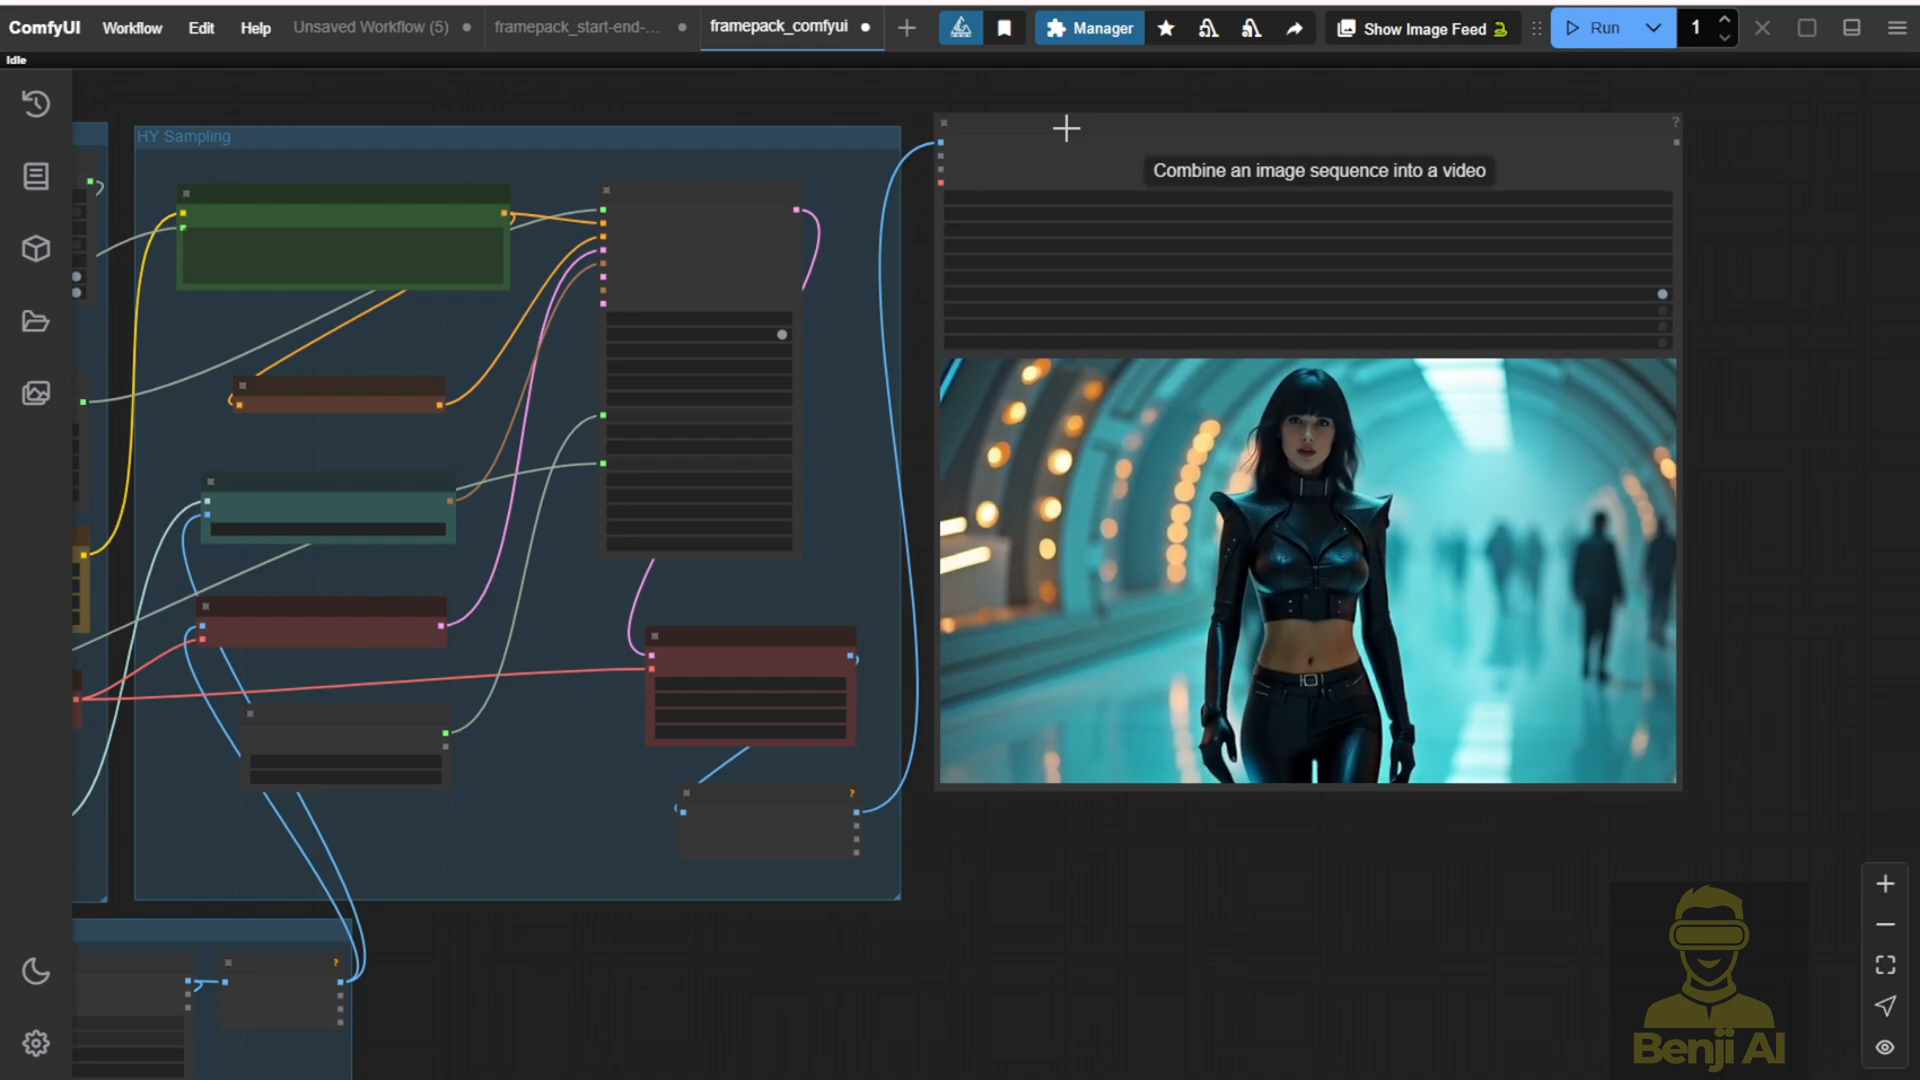 ComfyUI Workflow Edit Help Unsaved Workflow (5) framepack_start-end-... framepack_comfyui Manager Show Image Feed Run 1
Idle
HY Sampling
Combine an image sequence into a video
Benji AI